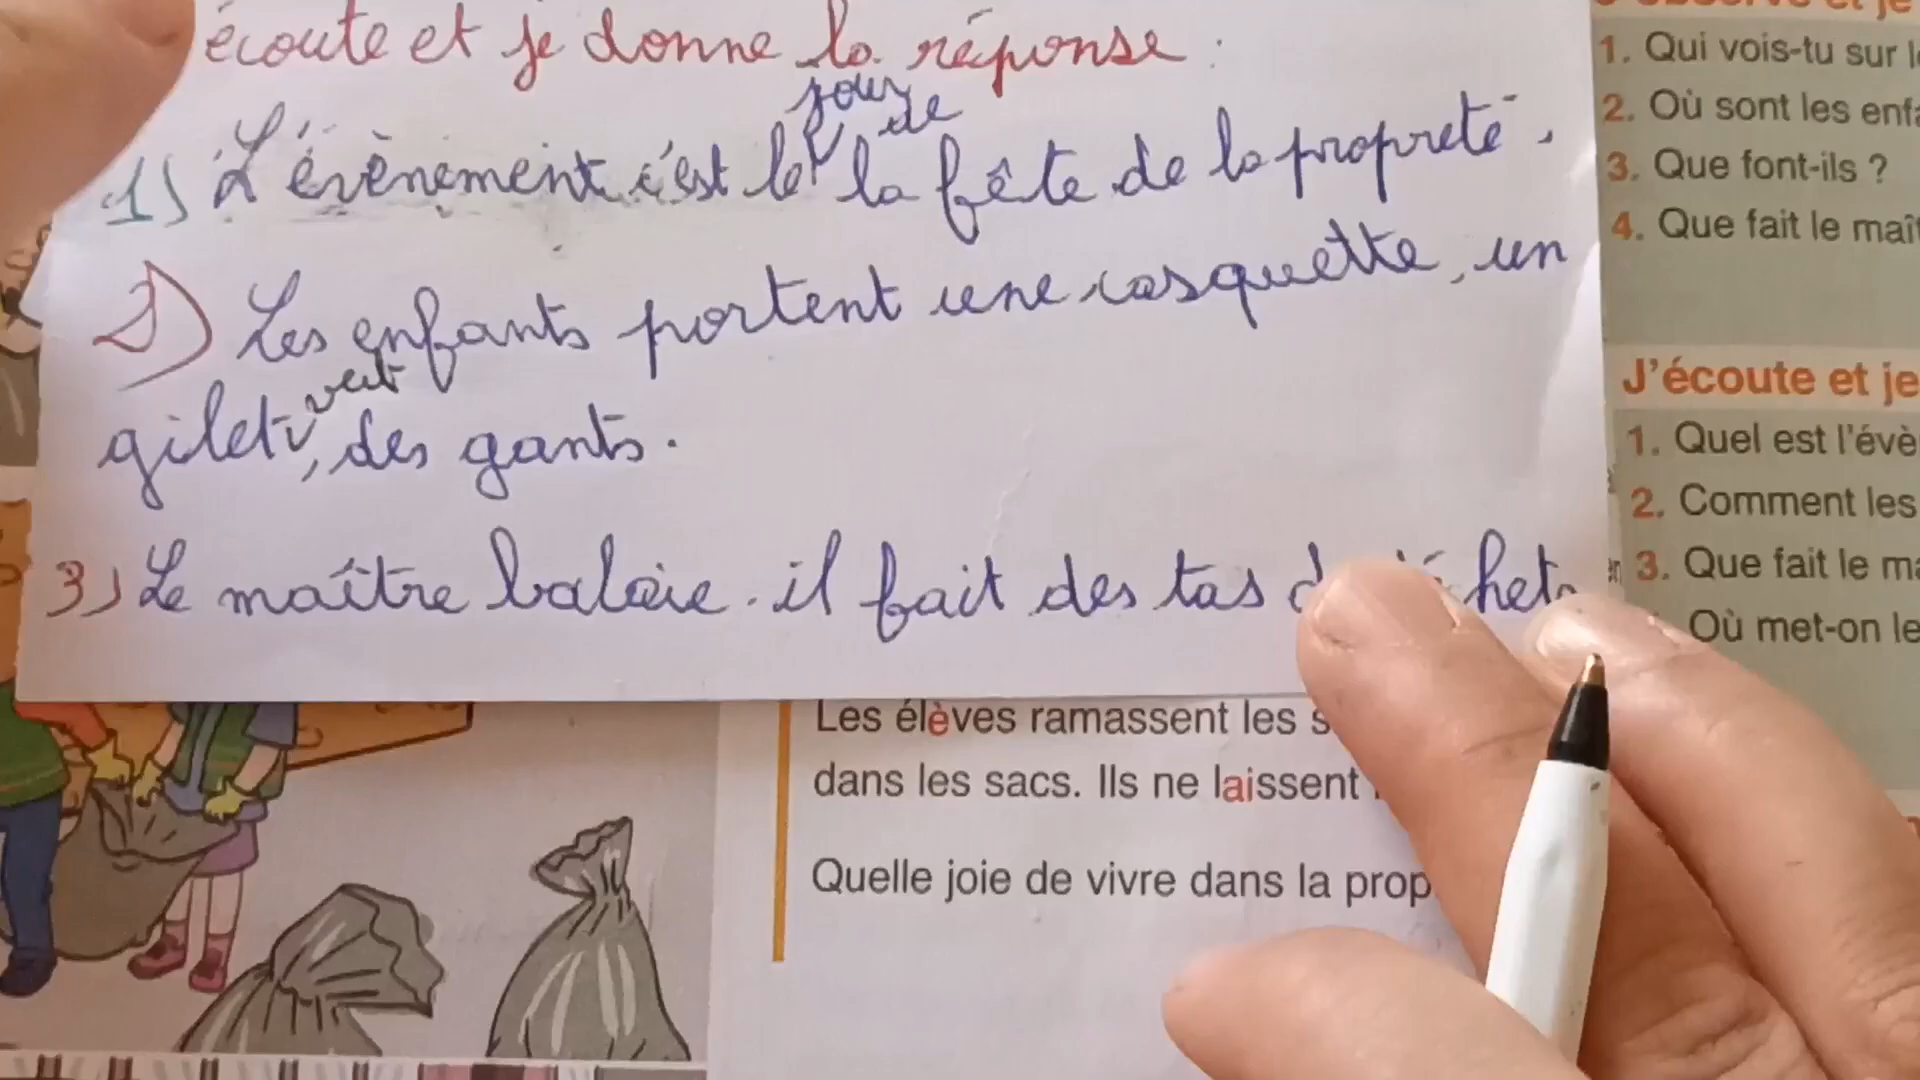 écoute et je donne la réponse :
jour de
1) L'évènement c'est le la fête de la propreté.
2) Les enfants portent une casquette, un
vert
gilet, des gants.
3) Le maître balaie. il fait des tas
Les élèves ramassent les
dans les sacs. Ils ne laissent
Quelle joie de vivre dans la prop
et je
1. Qui vois-tu sur
2. Où sont les enfa
3. Que font-ils ?
4. Que fait le maît
J'écoute et je
1. Quel est l'évè
2. Comment les
3. Que fait le ma
Où met-on le